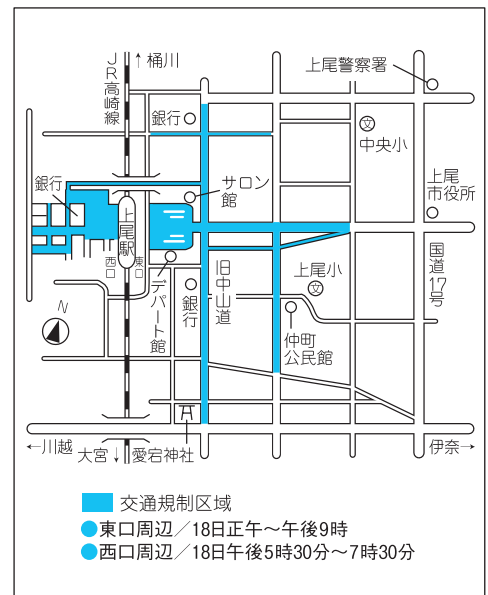 JR高崎線
↑桶川
上尾警察署
銀行
文
中央小
銀行
サロン館
上尾市役所
上尾駅
西口
東口
デパート館
銀行
旧中山道
上尾小
文
国道17号
N
仲町公民館
←川越
大宮↓
愛宕神社
伊奈→
交通規制区域
●東口周辺/18日正午～午後9時
●西口周辺/18日午後5時30分～7時30分